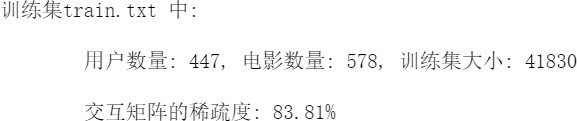 训练集train.txt 中:
用户数量: 447, 电影数量: 578, 训练集大小: 41830
交互矩阵的稀疏度: 83.81%